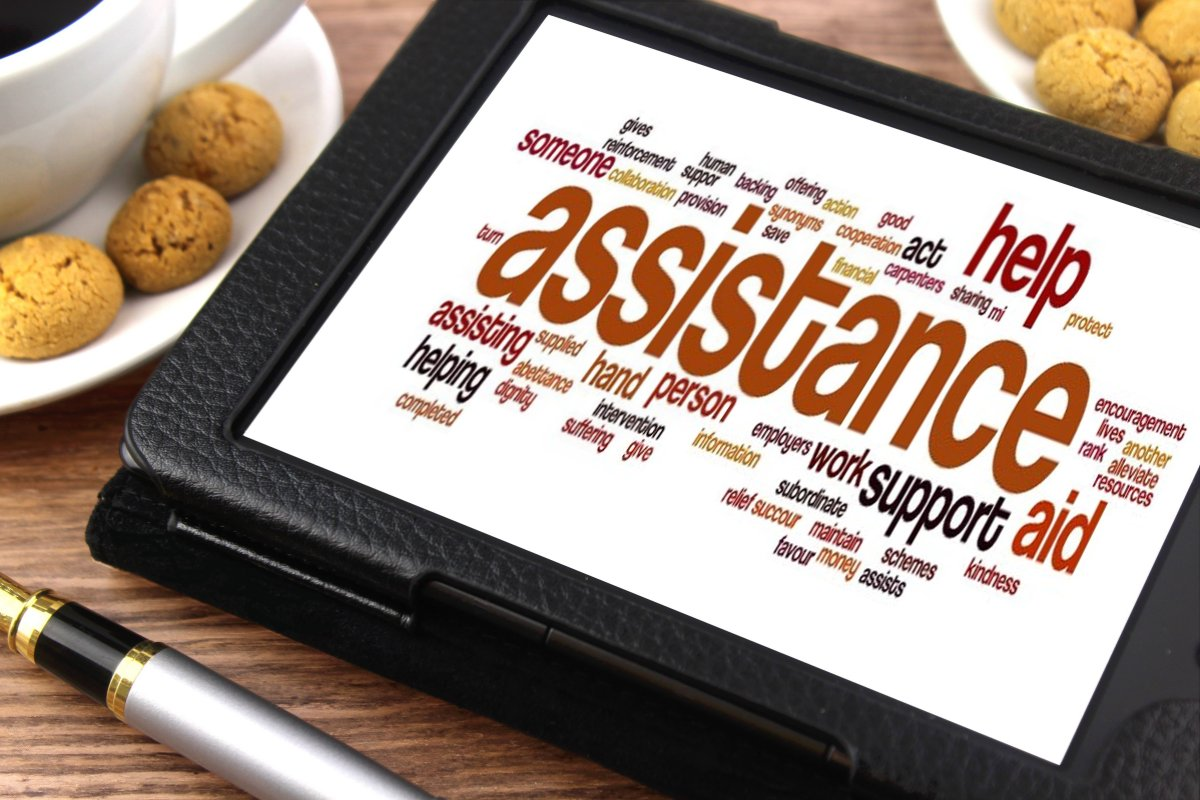 gives
reinforcement
human
someone
suppor
offering
collaboration
backing
action
provision
synonyms
good
help
cooperation
act
save
turn
assistance
financial
carpenters
sharing
mi
protect
assisting
supplied
helping
abettance
hand
person
dignity
completed
intervention
suffering
give
information
employers
work
support
aid
encouragement
lives
another
rank
alleviate
resources
subordinate
relief
succour
maintain
favour
money
schemes
assists
kindness